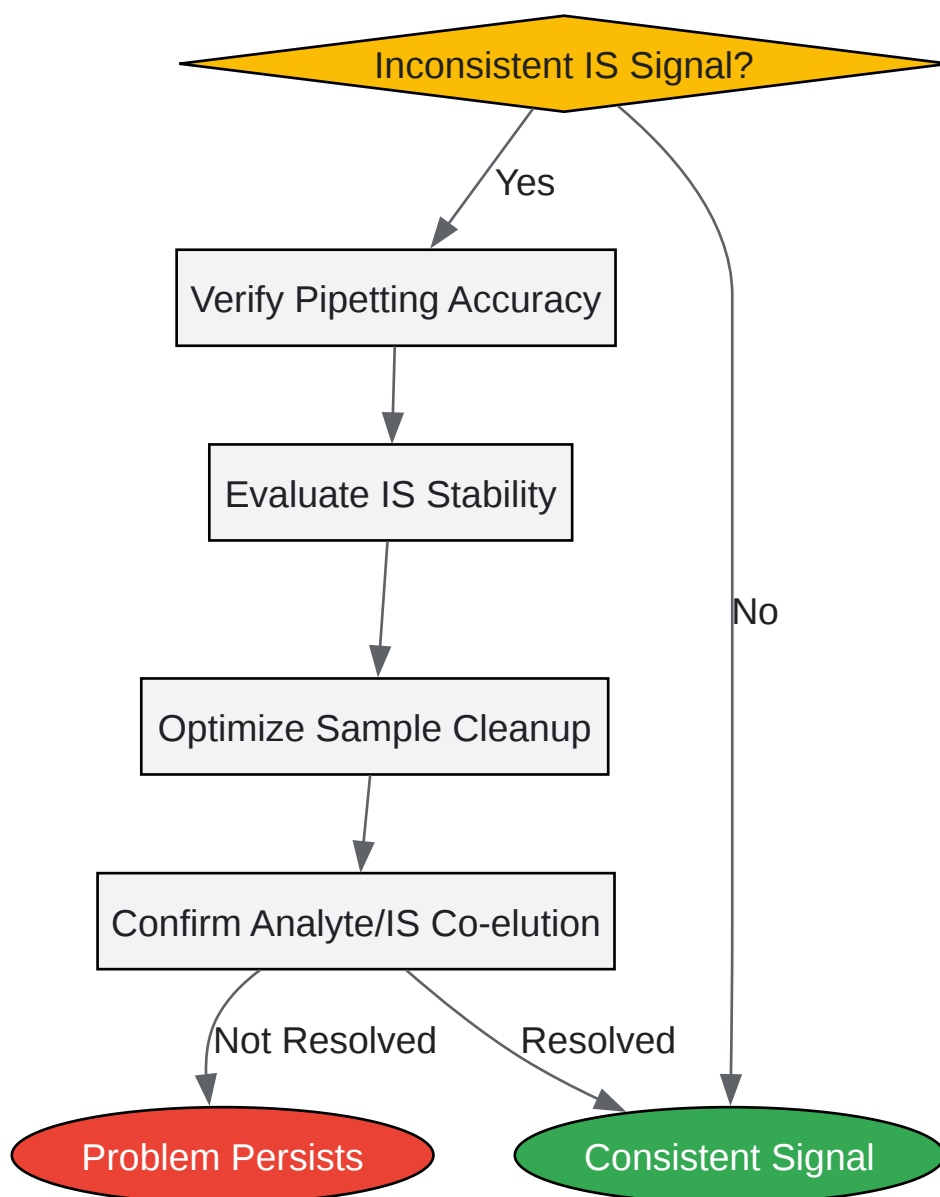 Inconsistent IS Signal?
Yes
Verify Pipetting Accuracy
Evaluate IS Stability
No
Optimize Sample Cleanup
Confirm Analyte/IS Co-elution
Not Resolved
Resolved
Problem Persists
Consistent Signal